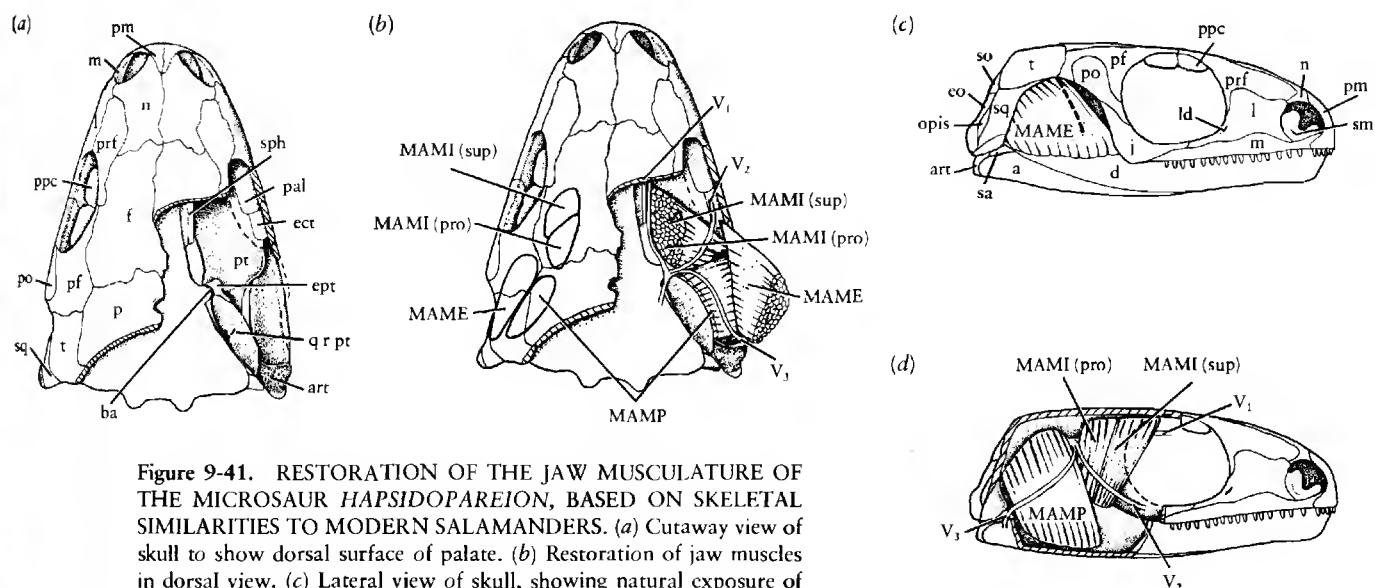 (a)
pm
m
n
l
prf
ppc
f
po
pf
p
t
sq
ba
sph
pal
ect
pt
ept
q r pt
art
(b)
MAMI (sup)
MAMI (pro)
MAME
V₁
V₂
MAMI (sup)
MAMI (pro)
MAME
V₃
MAMP
(c)
so
t
eo
sq
opis
MAME
art
sa
a
po
pf
ppc
prf
ld
l
n
pm
sm
m
j
d
(d)
MAMI (pro)
MAMI (sup)
V₁
V₃
MAMP
V₂
Figure 9-41. RESTORATION OF THE JAW MUSCULATURE OF
THE MICROSAUR HAPSIDOPAREION, BASED ON SKELETAL
SIMILARITIES TO MODERN SALAMANDERS. (a) Cutaway view of
skull to show dorsal surface of palate. (b) Restoration of jaw muscles
in dorsal view. (c) Lateral view of skull, showing natural exposure of